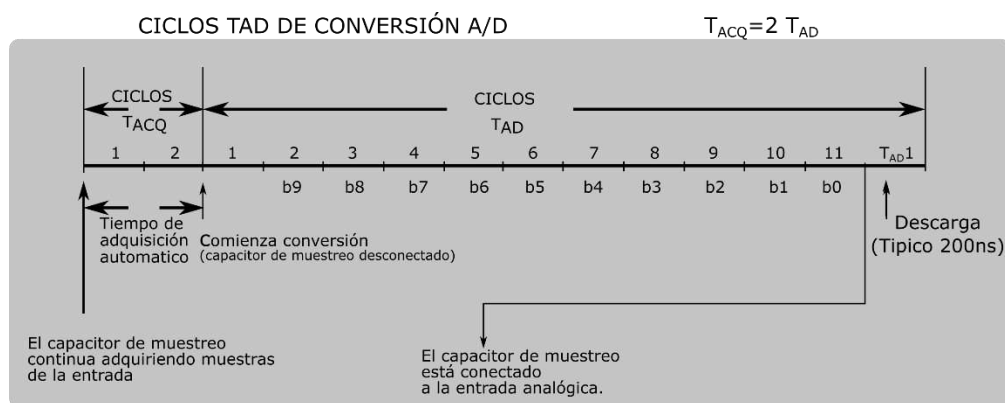 CICLOS TAD DE CONVERSIÓN A/D
TACQ=2 TAD
CICLOS
TACQ
CICLOS
TAD
1 2 1 2 3 4 5 6 7 8 9 10 11 TAD1
b9 b8 b7 b6 b5 b4 b3 b2 b1 b0
Tiempo de
adquisición
automatico
Comienza conversión
(capacitor de muestreo desconectado)
Descarga
(Tipico 200ns)
El capacitor de muestreo
continua adquiriendo muestras
de la entrada
El capacitor de muestreo
está conectado
a la entrada analógica.